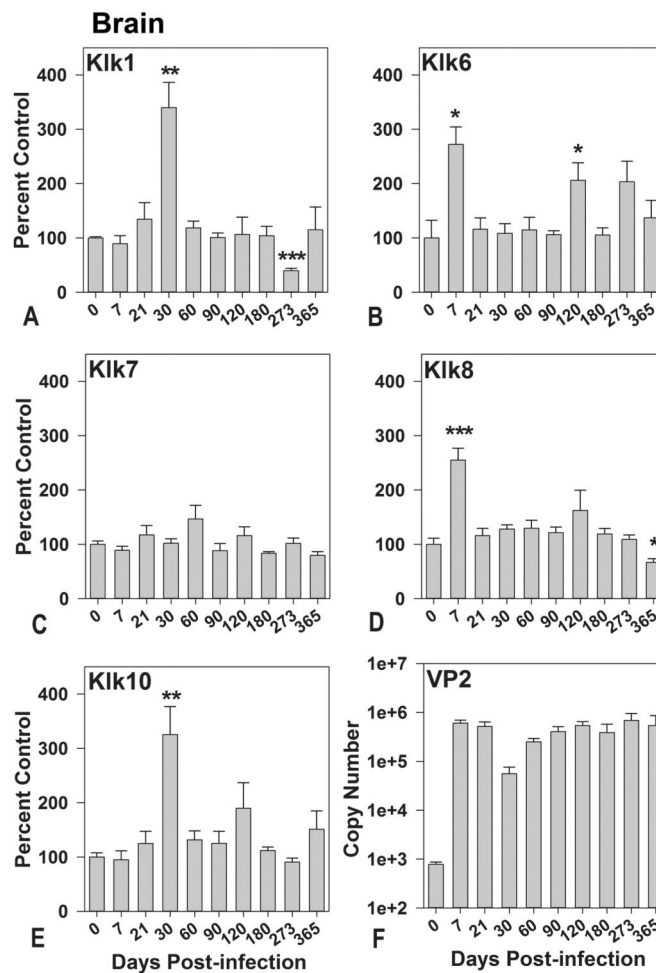 Brain
Klk1
**
***
Percent Control
400
300
200
100
0
0 7 21 30 60 90 120 180 273 365
A
Klk6
*
*
400
300
200
100
0
0 7 21 30 60 90 120 180 273 365
B
Klk7
Percent Control
400
300
200
100
0
0 7 21 30 60 90 120 180 273 365
C
Klk8
***
*
400
300
200
100
0
0 7 21 30 60 90 120 180 273 365
D
Klk10
**
Percent Control
400
300
200
100
0
0 7 21 30 60 90 120 180 273 365
E
Days Post-infection
VP2
Copy Number
1e+7
1e+6
1e+5
1e+4
1e+3
1e+2
0 7 21 30 60 90 120 180 273 365
F
Days Post-infection